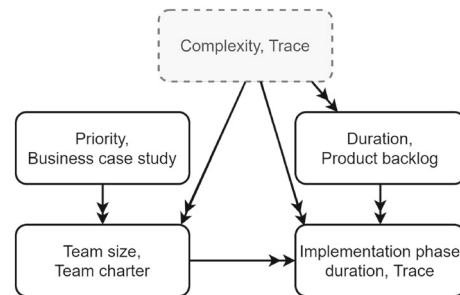 Complexity, Trace
Priority,
Business case study
Duration,
Product backlog
Team size,
Team charter
Implementation phase
duration, Trace